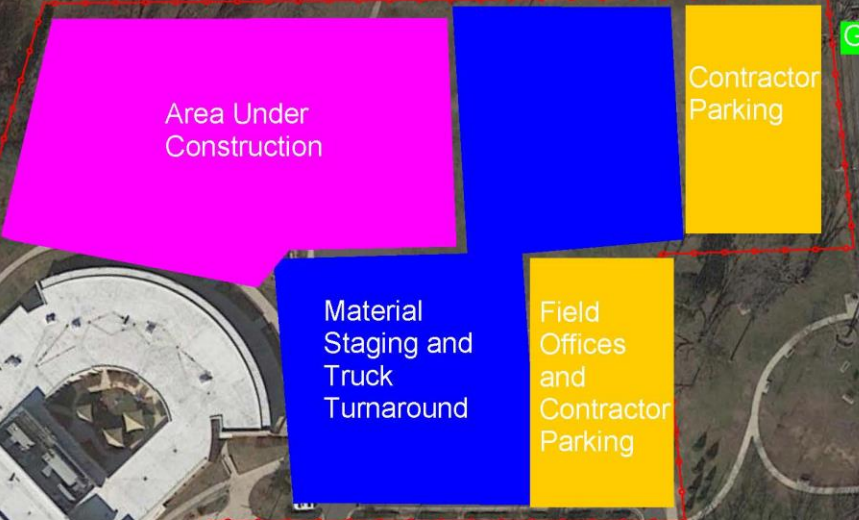 Area Under
Construction
Contractor
Parking
G
Material
Staging and
Truck
Turnaround
Field
Offices
and
Contractor
Parking